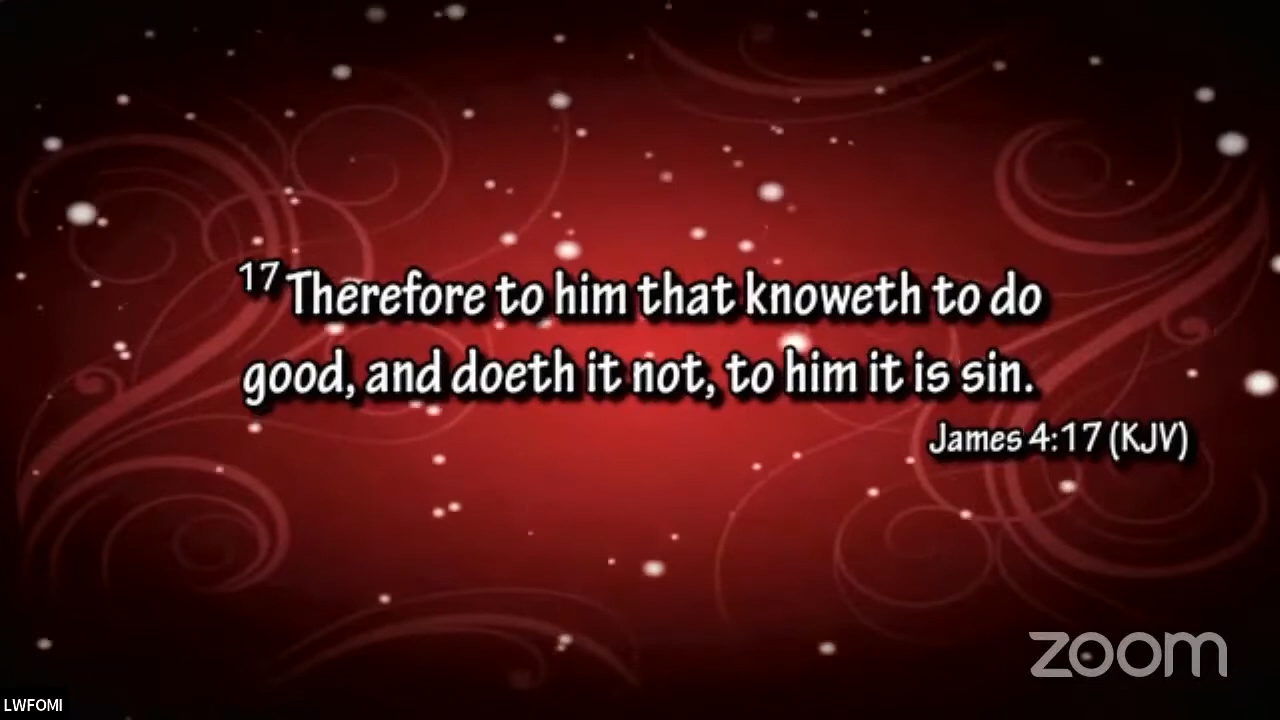 17 Therefore to him that knoweth to do
good, and doeth it not, to him it is sin.
James 4:17 (KJV)
zoom
LWFOMI